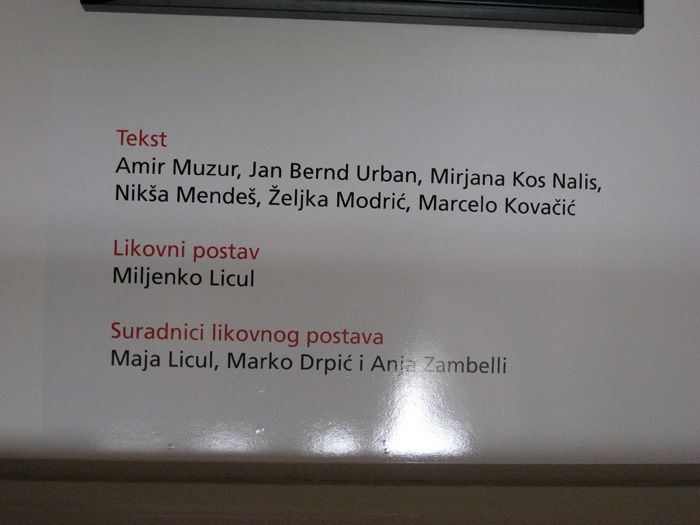 Tekst
Amir Muzur, Jan Bernd Urban, Mirjana Kos Nalis,
Nikša Mendeš, Željka Modrić, Marcelo Kovačić
Likovni postav
Miljenko Licul
Suradnici likovnog postava
Maja Licul, Marko Drpić i Anja Zambelli